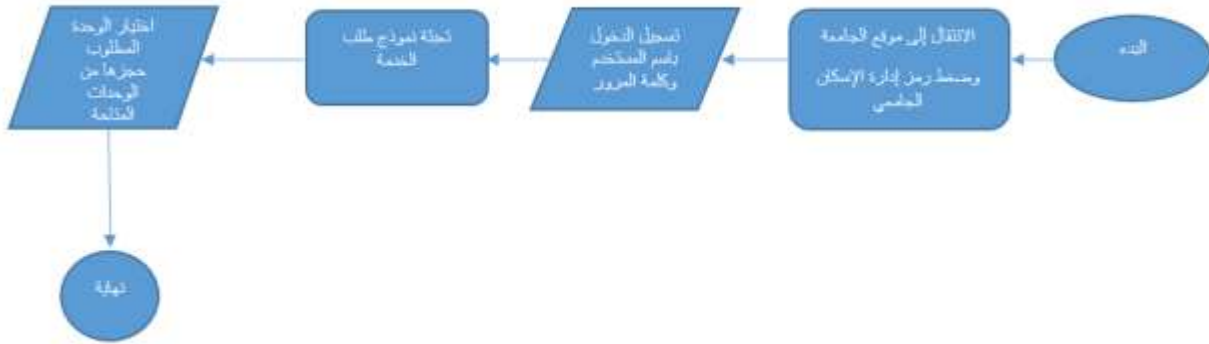 البدء
الانتقال إلى موقع الجامعة
وضغط رمز إدارة الإسكان
الجامعي
تسجيل الدخول
باسم المستخدم
وكلمة المرور
تعبئة نموذج طلب
الخدمة
اختيار الوحدة
المطلوب
حجزها من
الوحدات
المتاحة
نهاية